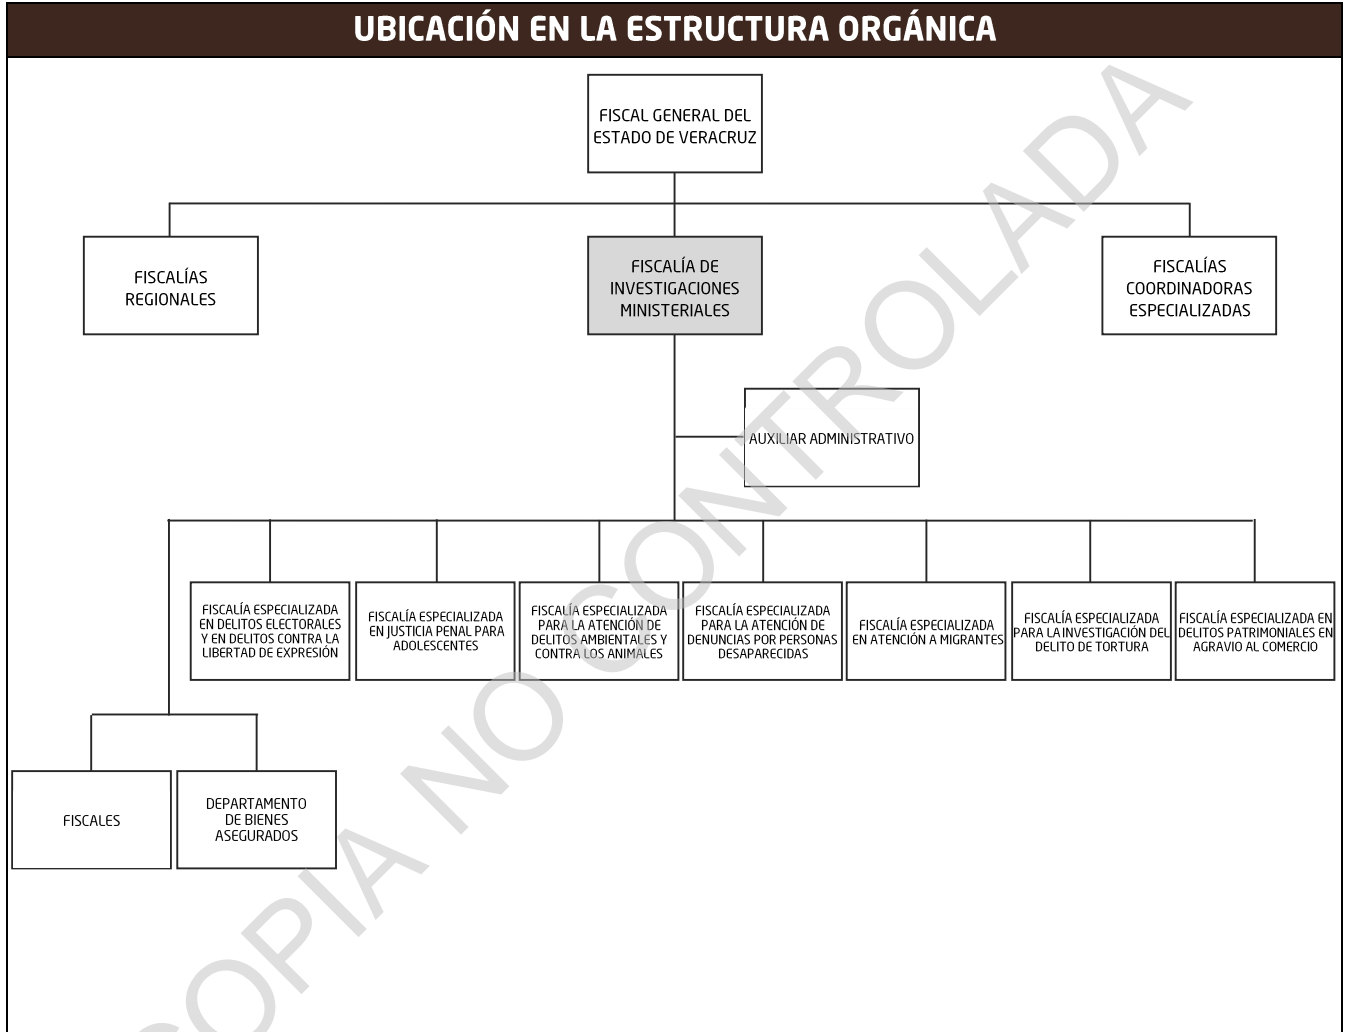 UBICACIÓN EN LA ESTRUCTURA ORGÁNICA
FISCAL GENERAL DEL
ESTADO DE VERACRUZ
FISCALÍAS
REGIONALES
FISCALÍA DE
INVESTIGACIONES
MINISTERIALES
FISCALÍAS
COORDINADORAS
ESPECIALIZADAS
AUXILIAR ADMINISTRATIVO
FISCALÍA ESPECIALIZADA
EN DELITOS ELECTORALES
Y EN DELITOS CONTRA LA
LIBERTAD DE EXPRESIÓN
FISCALÍA ESPECIALIZADA
EN JUSTICIA PENAL PARA
ADOLESCENTES
FISCALÍA ESPECIALIZADA
PARA LA ATENCIÓN DE
DELITOS AMBIENTALES Y
CONTRA LOS ANIMALES
FISCALÍA ESPECIALIZADA
PARA LA ATENCIÓN DE
DENUNCIAS POR PERSONAS
DESAPARECIDAS
FISCALÍA ESPECIALIZADA
EN ATENCIÓN A MIGRANTES
FISCALÍA ESPECIALIZADA
PARA LA INVESTIGACIÓN DEL
DELITO DE TORTURA
FISCALÍA ESPECIALIZADA EN
DELITOS PATRIMONIALES EN
AGRAVIO AL COMERCIO
FISCALES
DEPARTAMENTO
DE BIENES
ASEGURADOS
COPIA NO CONTROLADA